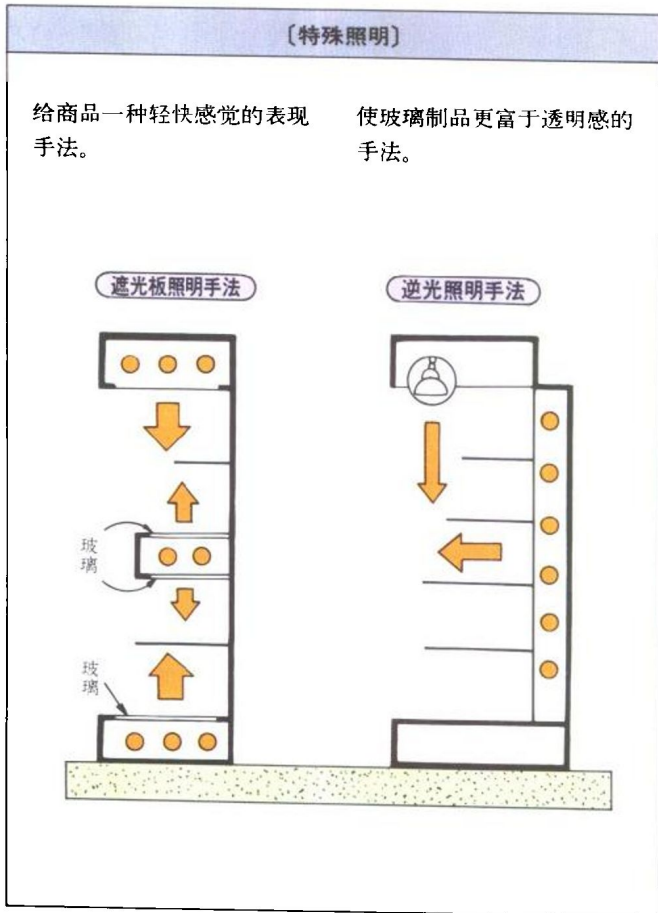 〔特殊照明〕
给商品一种轻快感觉的表现
手法。
使玻璃制品更富于透明感的
手法。
遮光板照明手法
逆光照明手法
玻璃
玻璃